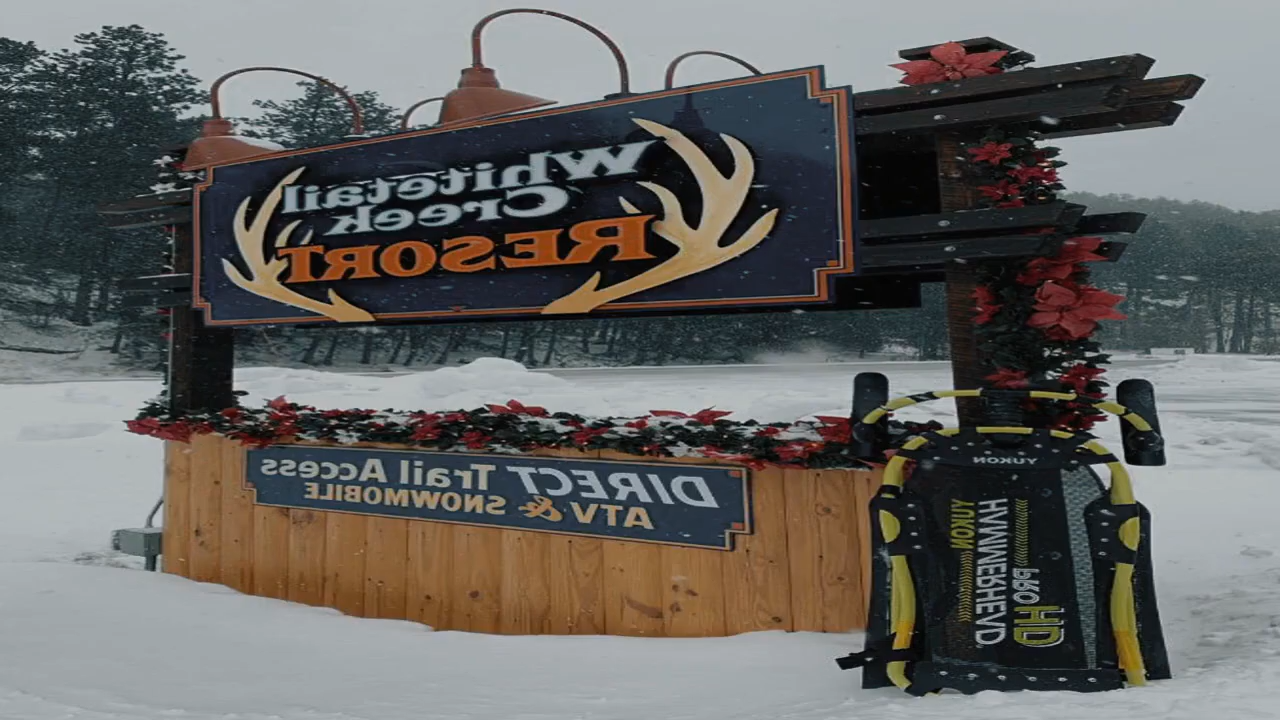 Whitetail
Creek
RESORT
DIRECT Trail Access
ATV & SNOWMOBILE
YUKON
YUKON
HAMMERHEAD
PRO HD